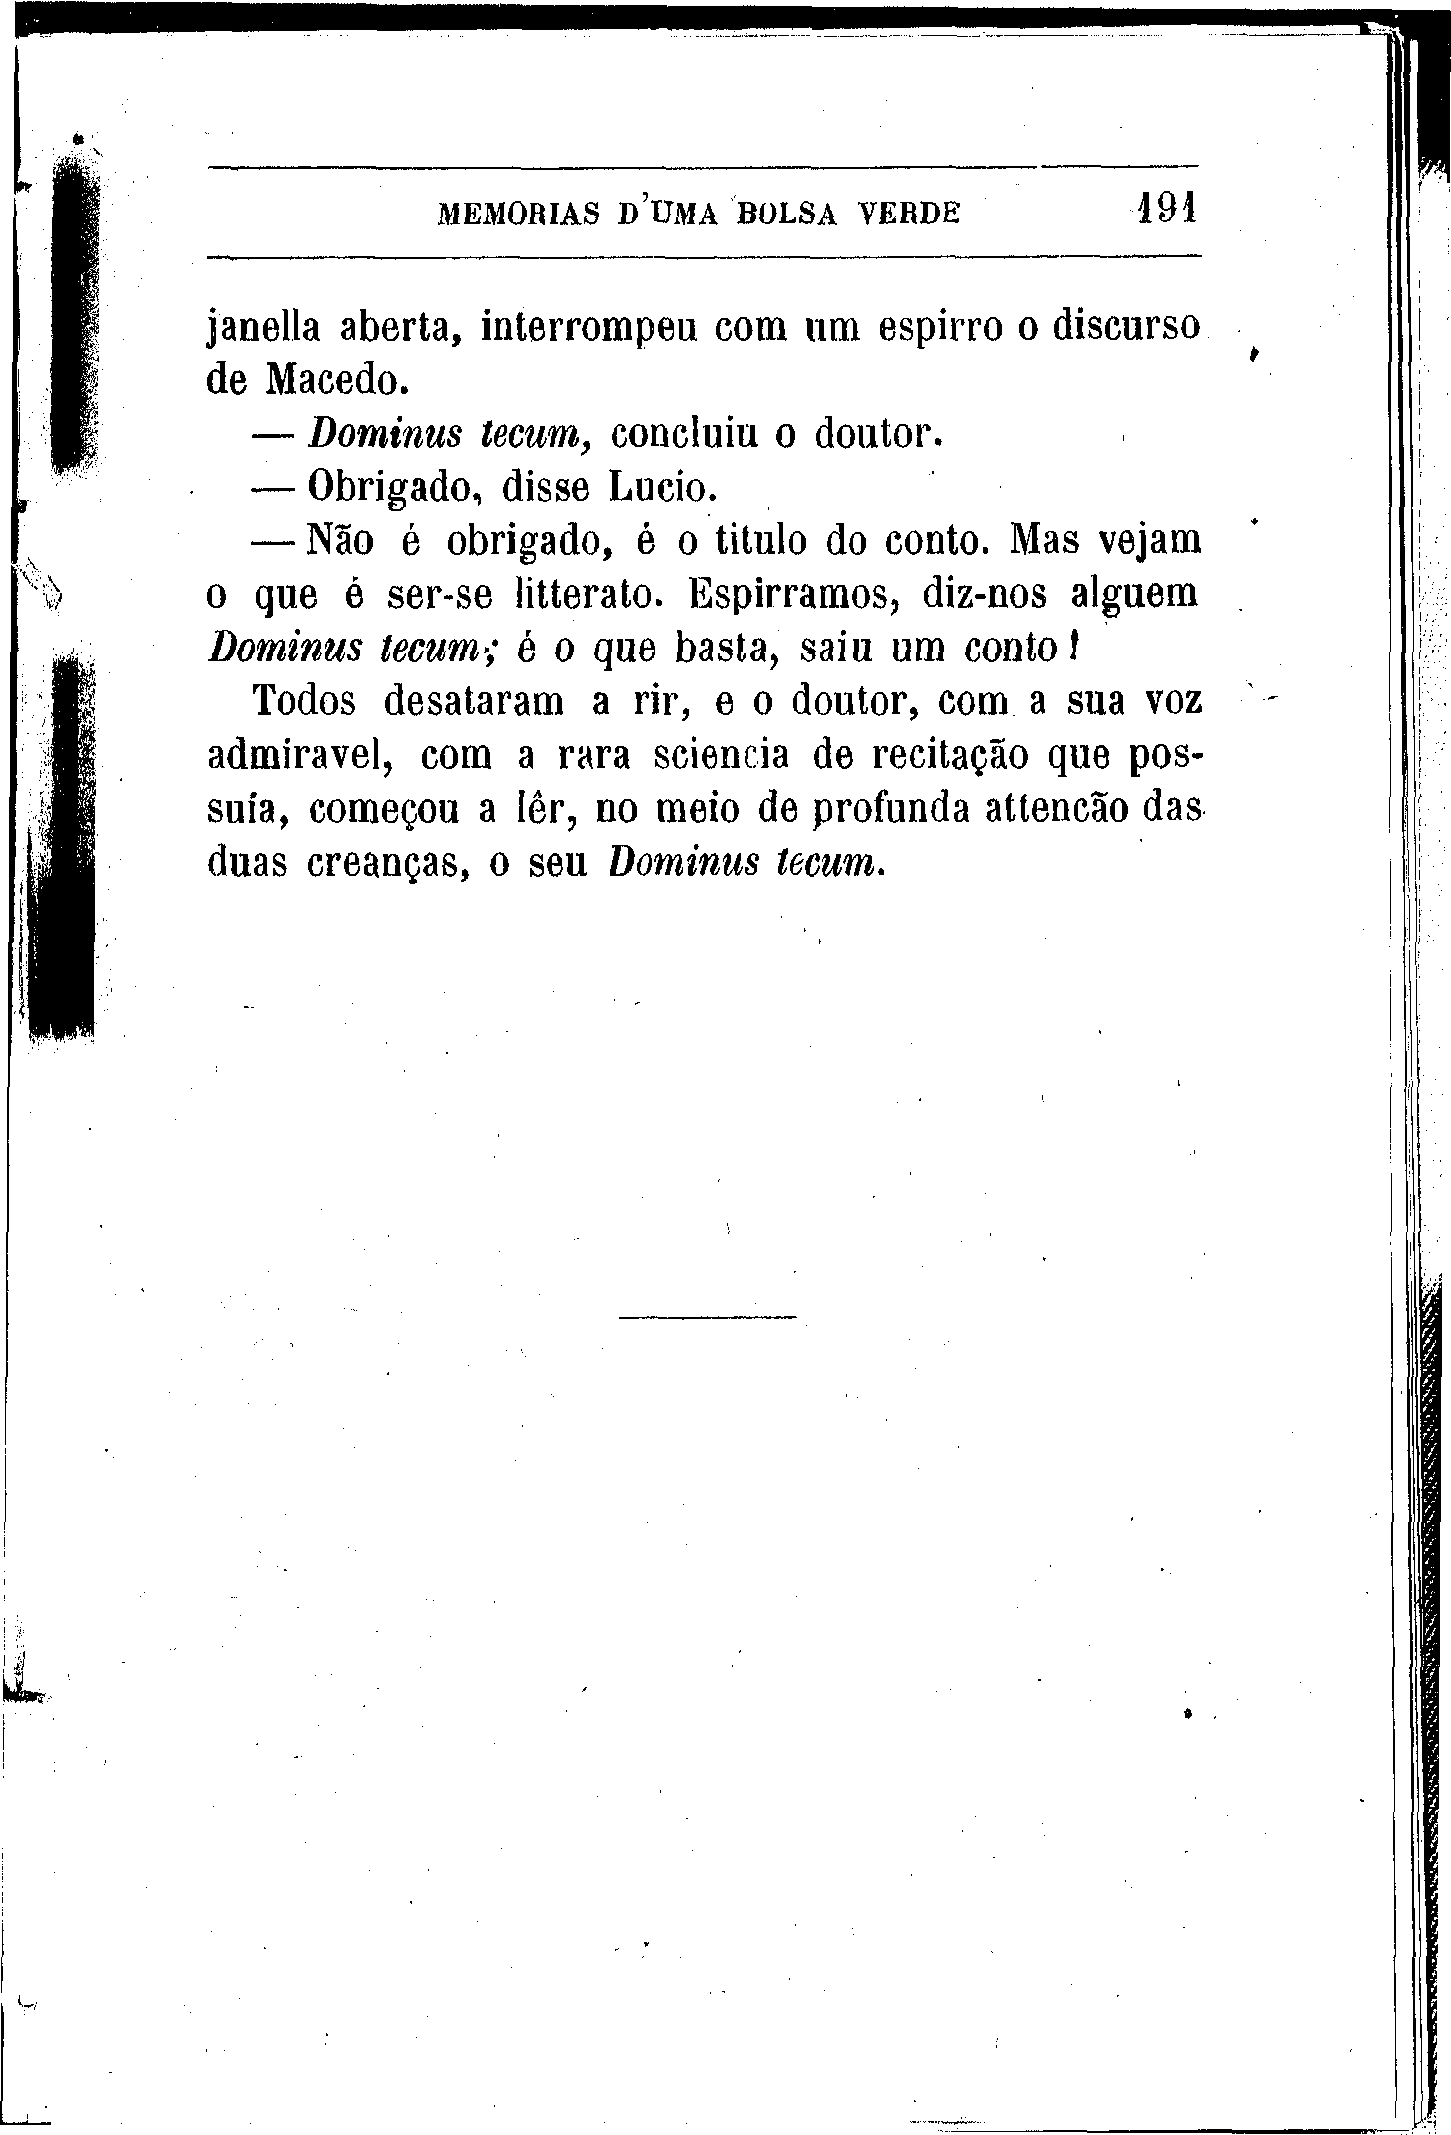 MEMORIAS D'UMA BOLSA VERDE 191
janella aberta, interrompeu com um espirro o discurso
de Macedo.
— Dominus tecum, concluiu o doutor.
— Obrigado, disse Lucio.
— Não é obrigado, é o titulo do conto. Mas vejam
o que é ser-se litterato. Espirramos, diz-nos alguem
Dominus tecum; é o que basta, saiu um conto!
Todos desataram a rir, e o doutor, com a sua voz
admiravel, com a rara sciencia de recitação que pos-
suía, começou a lêr, no meio de profunda attencão das
duas creanças, o seu Dominus tecum.